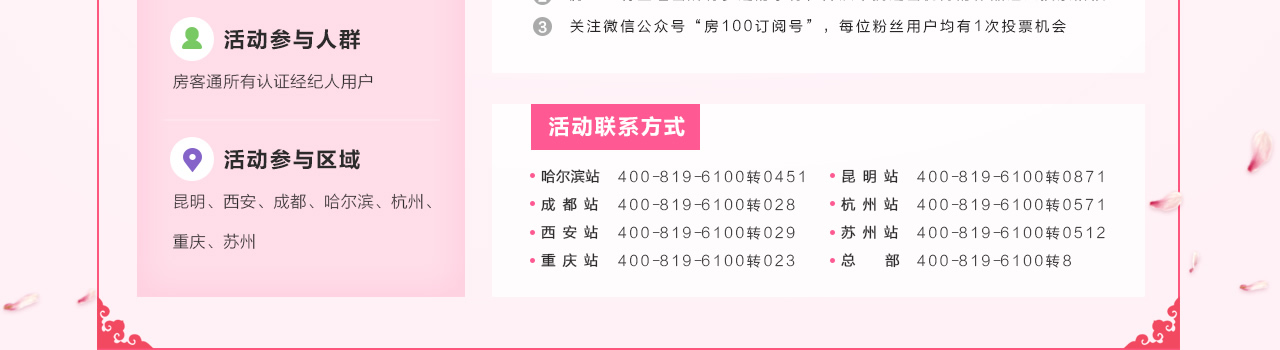 活动参与人群
房客通所有认证经纪人用户
活动参与区域
昆明、西安、成都、哈尔滨、杭州、
重庆、苏州
3 关注微信公众号“房100订阅号”，每位粉丝用户均有1次投票机会
活动联系方式
哈尔滨站 400-819-6100转0451
昆明站 400-819-6100转0871
成都站 400-819-6100转028
杭州站 400-819-6100转0571
西安站 400-819-6100转029
苏州站 400-819-6100转0512
重庆站 400-819-6100转023
总部 400-819-6100转8